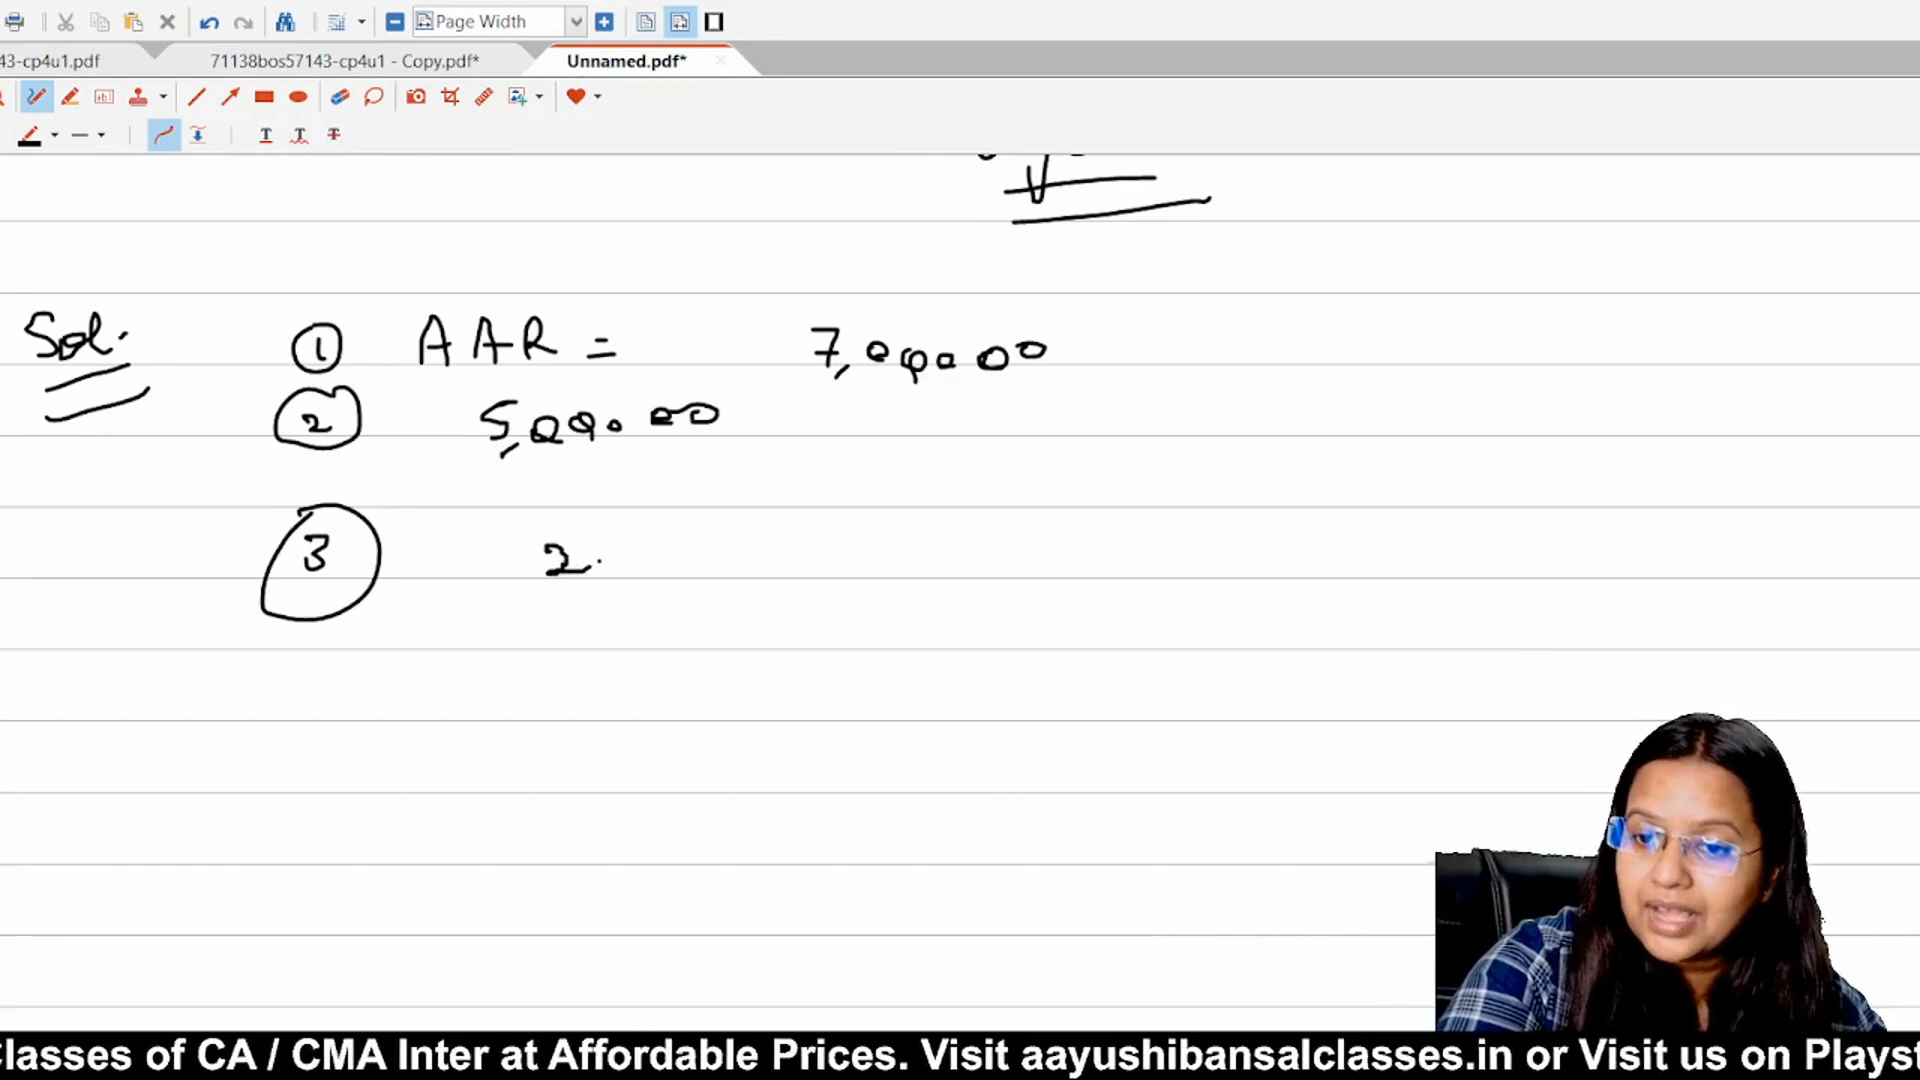 Page Width
43-cp4u1.pdf
71138bos57143-cp4u1 - Copy.pdf*
Unnamed.pdf*
Sol.
1 AAR = 7,00,000
2 5,00,000
3 2.
Classes of CA / CMA Inter at Affordable Prices. Visit aayushibansalclasses.in or Visit us on Playst